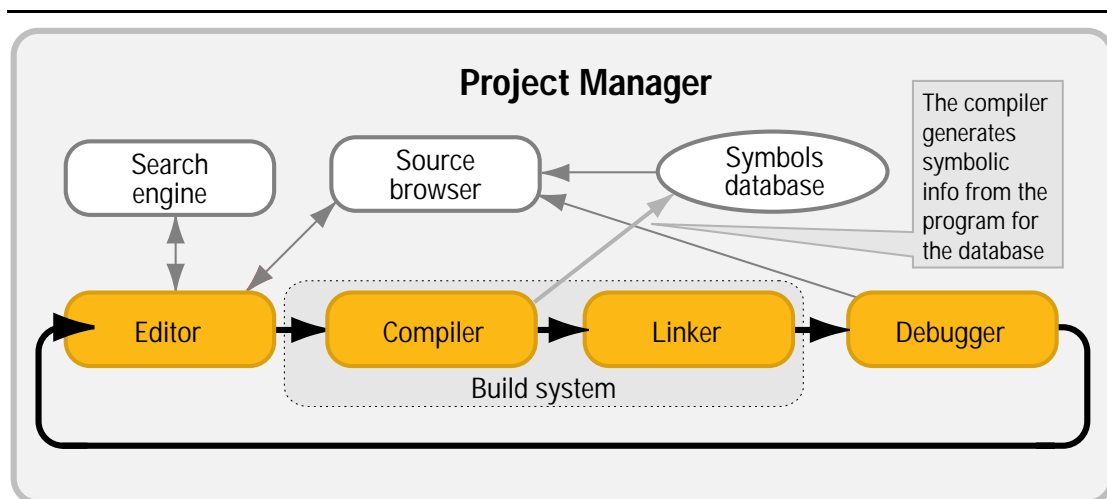 Project Manager
The compiler
generates
symbolic
info from the
program for
the database
Search
engine
Source
browser
Symbols
database
Editor
Compiler
Linker
Debugger
Build system